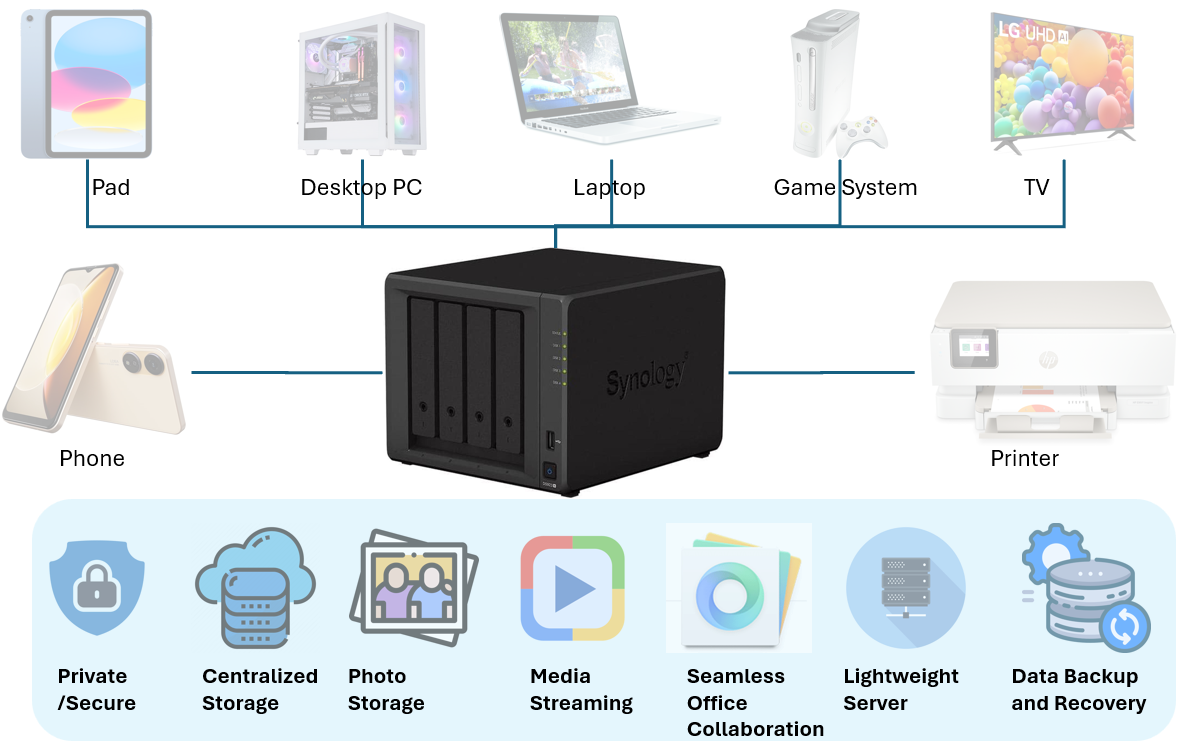 LG UHD AI
Pad
Desktop PC
Laptop
Game System
TV
Synology
Phone
Printer
Private
/Secure
Centralized
Storage
Photo
Storage
Media
Streaming
Seamless
Office
Collaboration
Lightweight
Server
Data Backup
and Recovery